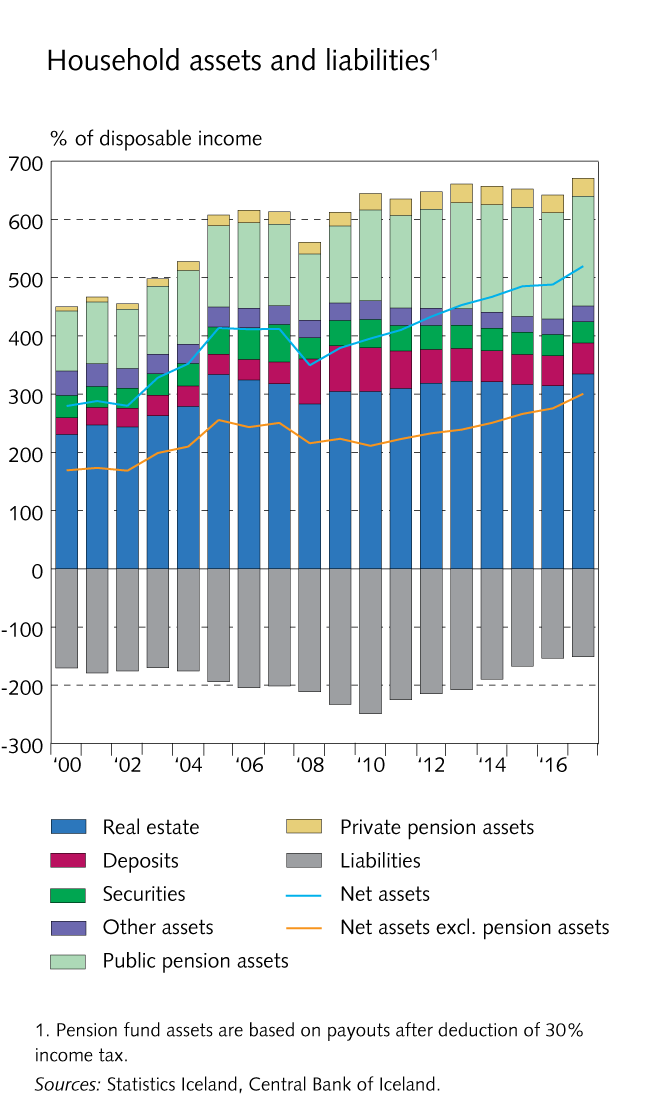 Household assets and liabilities¹
% of disposable income
700
600
500
400
300
200
100
0
-100
-200
-300
‘00 ‘02 ‘04 ‘06 ‘08 ‘10 ‘12 ‘14 ‘16
Real estate
Deposits
Securities
Other assets
Public pension assets
Private pension assets
Liabilities
Net assets
Net assets excl. pension assets
1. Pension fund assets are based on payouts after deduction of 30%
income tax.
Sources: Statistics Iceland, Central Bank of Iceland.